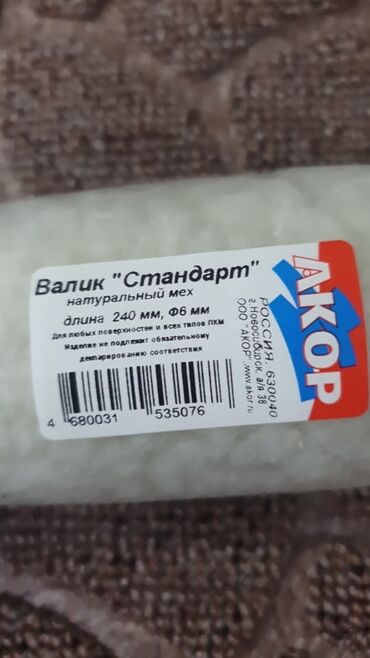 Валик "Стандарт"
натуральный мех
длина 240 мм, Ф6 мм
Для любых поверхностей и всех типов ЛКМ
Изделие не подлежит обязательному
декларированию соответствия
4 680031 535076
АКОР
РОССИЯ 630040
г.Новосибирск, а/я 38
ООО "АКОР", www.akor.ru